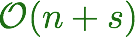 𝒪(n + s)